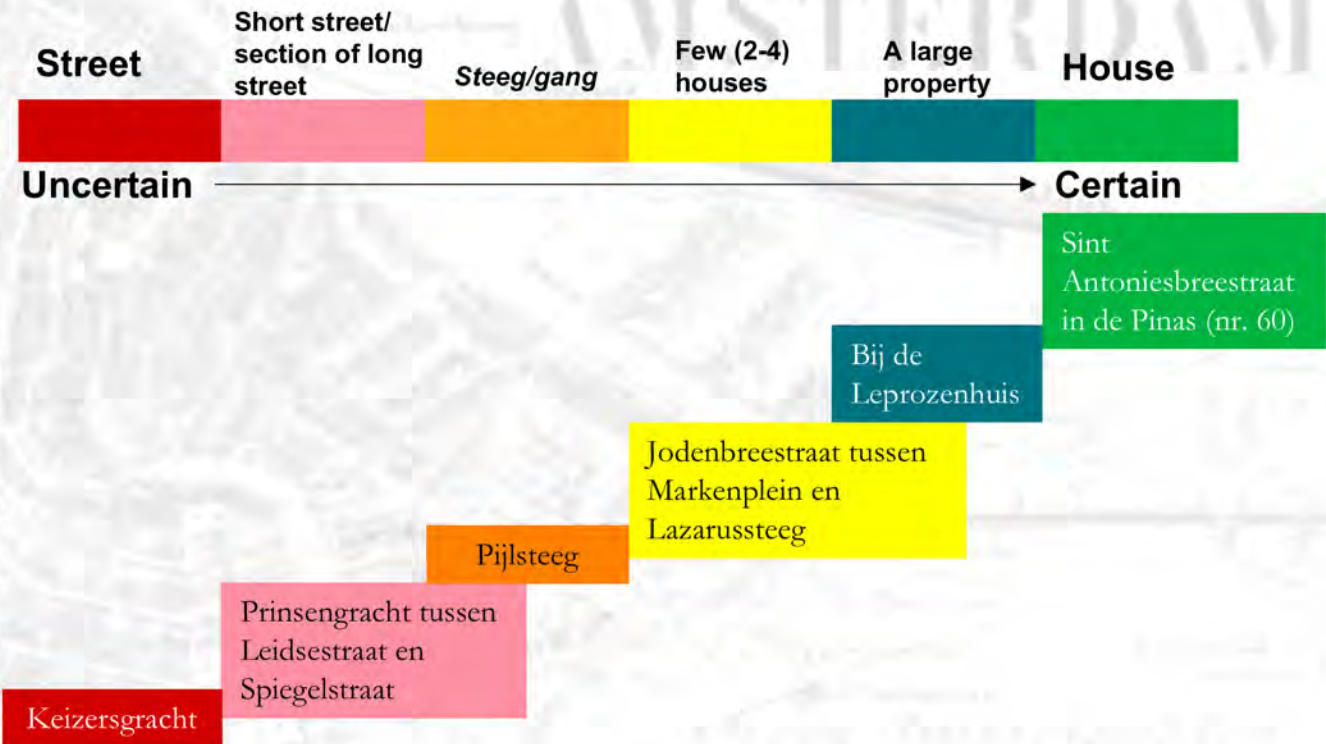 AMSTERDAM
Street
Short street/
section of long
street
Steeg/gang
Few (2-4)
houses
A large
property
House
Uncertain
Certain
Sint
Antoniesbreestraat
in de Pinas (nr. 60)
Bij de
Leprozenhuis
Jodenbreestraat tussen
Markenplein en
Lazarussteeg
Pijlsteeg
Prinsengracht tussen
Leidsestraat en
Spiegelstraat
Keizersgracht